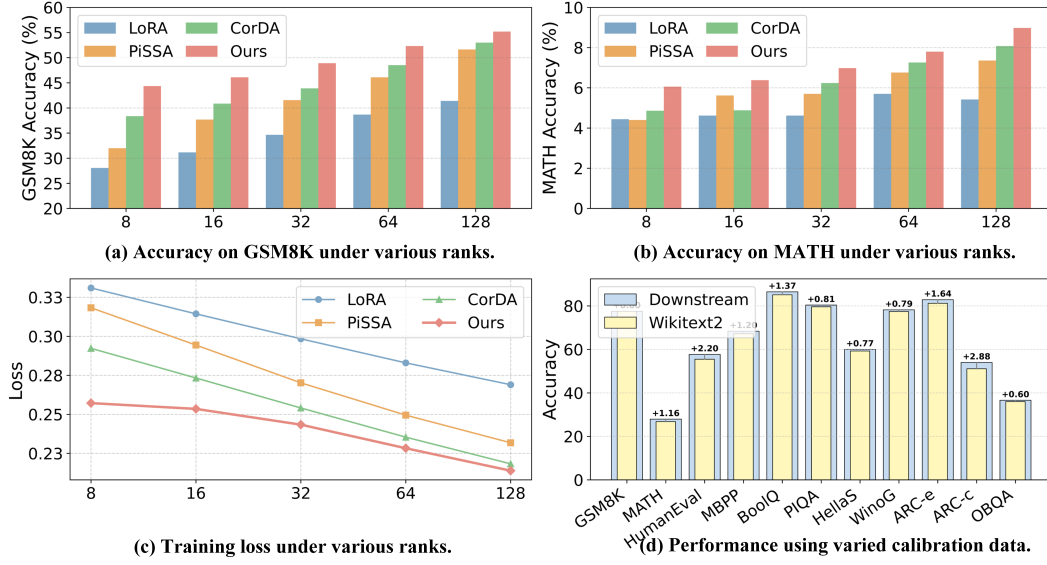 GSM8K Accuracy (%)
60
55
50
45
40
35
30
25
20
LoRA
PiSSA
CorDA
Ours
8
16
32
64
128
(a) Accuracy on GSM8K under various ranks.
MATH Accuracy (%)
10
8
6
4
2
0
LoRA
PiSSA
CorDA
Ours
8
16
32
64
128
(b) Accuracy on MATH under various ranks.
Loss
0.33
0.30
0.28
0.25
0.23
LoRA
PiSSA
CorDA
Ours
8
16
32
64
128
(c) Training loss under various ranks.
Accuracy
80
60
40
20
0
Downstream
Wikitext2
+1.16
+2.20
+1.20
+1.37
+0.81
+0.77
+0.79
+1.64
+2.88
+0.60
GSM8K
MATH
HumanEval
MBPP
BoolQ
PIQA
HellaS
WinoG
ARC-e
ARC-c
OBQA
(d) Performance using varied calibration data.